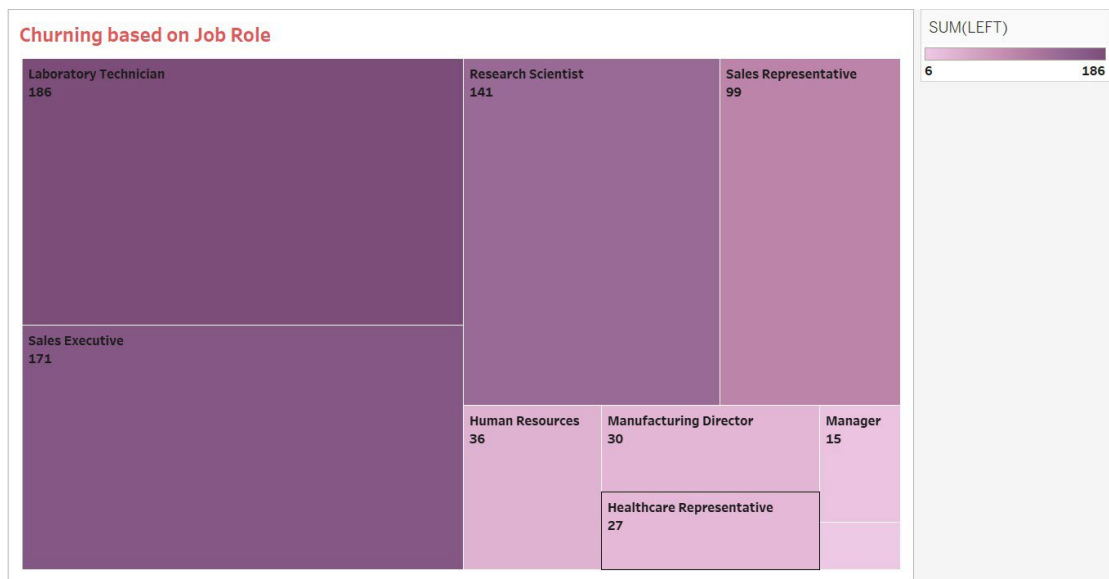 Churning based on Job Role
SUM(LEFT)
6 186
Laboratory Technician
186
Research Scientist
141
Sales Representative
99
Sales Executive
171
Human Resources
36
Manufacturing Director
30
Manager
15
Healthcare Representative
27